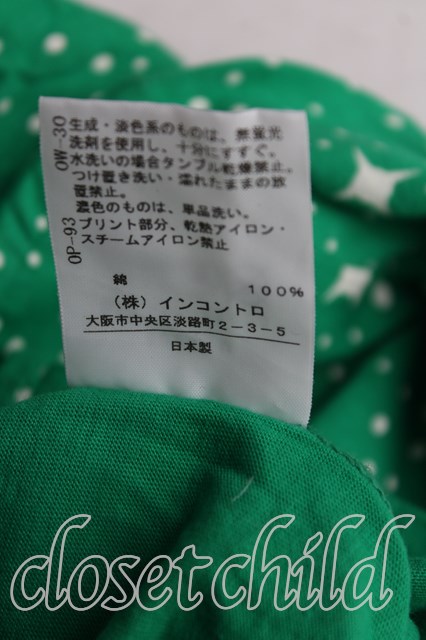 OW-30
OP-93
生成・淡色系のものは、無蛍光
洗剤を使用し、十分にすすぐ。
水洗いの場合タンブル乾燥禁止。
つけ置き洗い・濡れたままの放
置禁止。
濃色のものは、単品洗い。
プリント部分、乾熱アイロン・
スチームアイロン禁止
綿 100%
(株) インコントロ
大阪市中央区淡路町2-3-5
日本製
closetchild